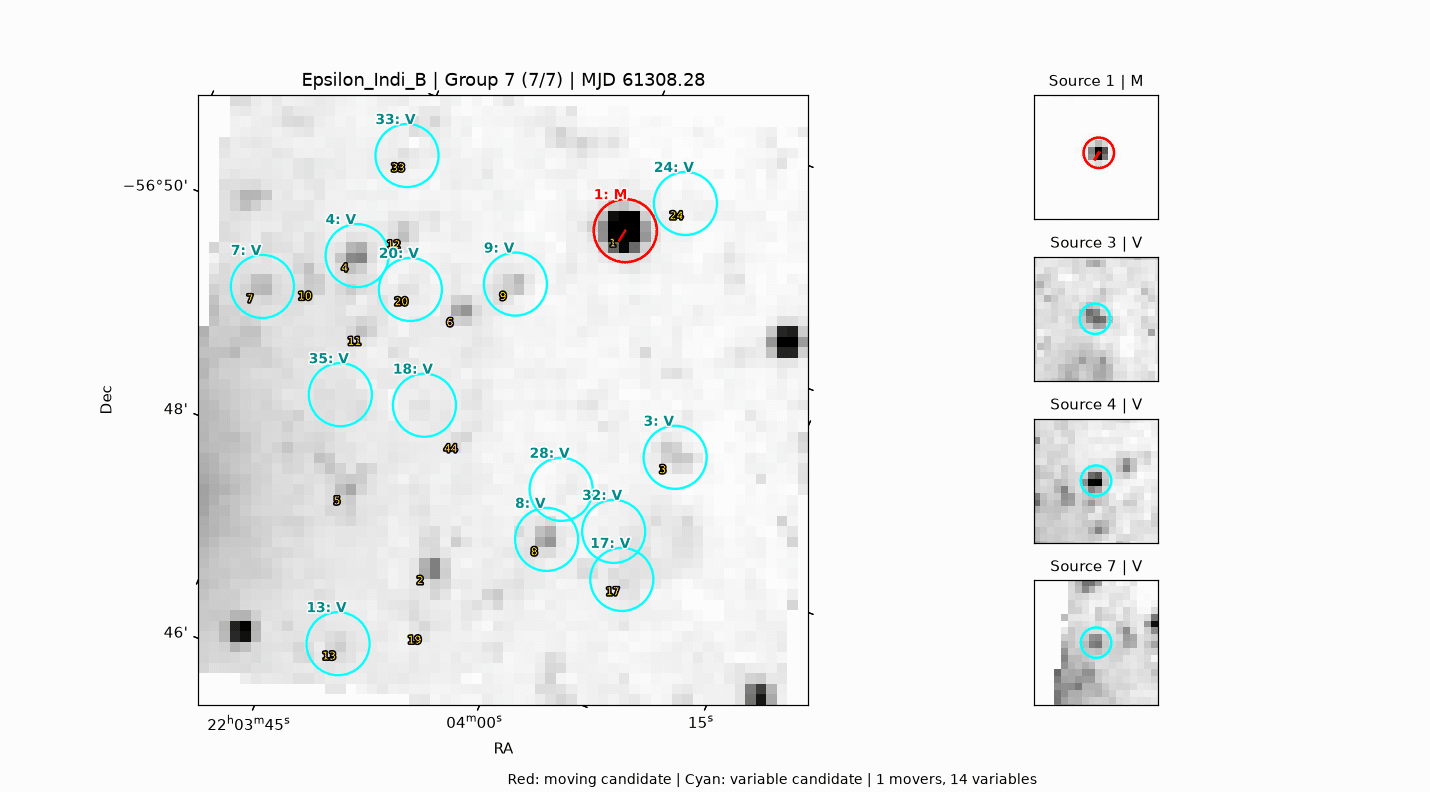 Epsilon_Indi_B | Group 7 (7/7) | MJD 61308.28
Source 1 | M
33: V
33
24: V
24
−56°50'
1: M
1
4: V
4
12
7: V
7
10
20: V
20
9: V
9
Source 3 | V
6
11
35: V
18: V
Dec
48'
Source 4 | V
3: V
3
44
28: V
32: V
5
8: V
8
17: V
17
2
Source 7 | V
13: V
13
19
46'
22ʰ03ᵐ45ˢ
04ᵐ00ˢ
15ˢ
RA
Red: moving candidate | Cyan: variable candidate | 1 movers, 14 variables